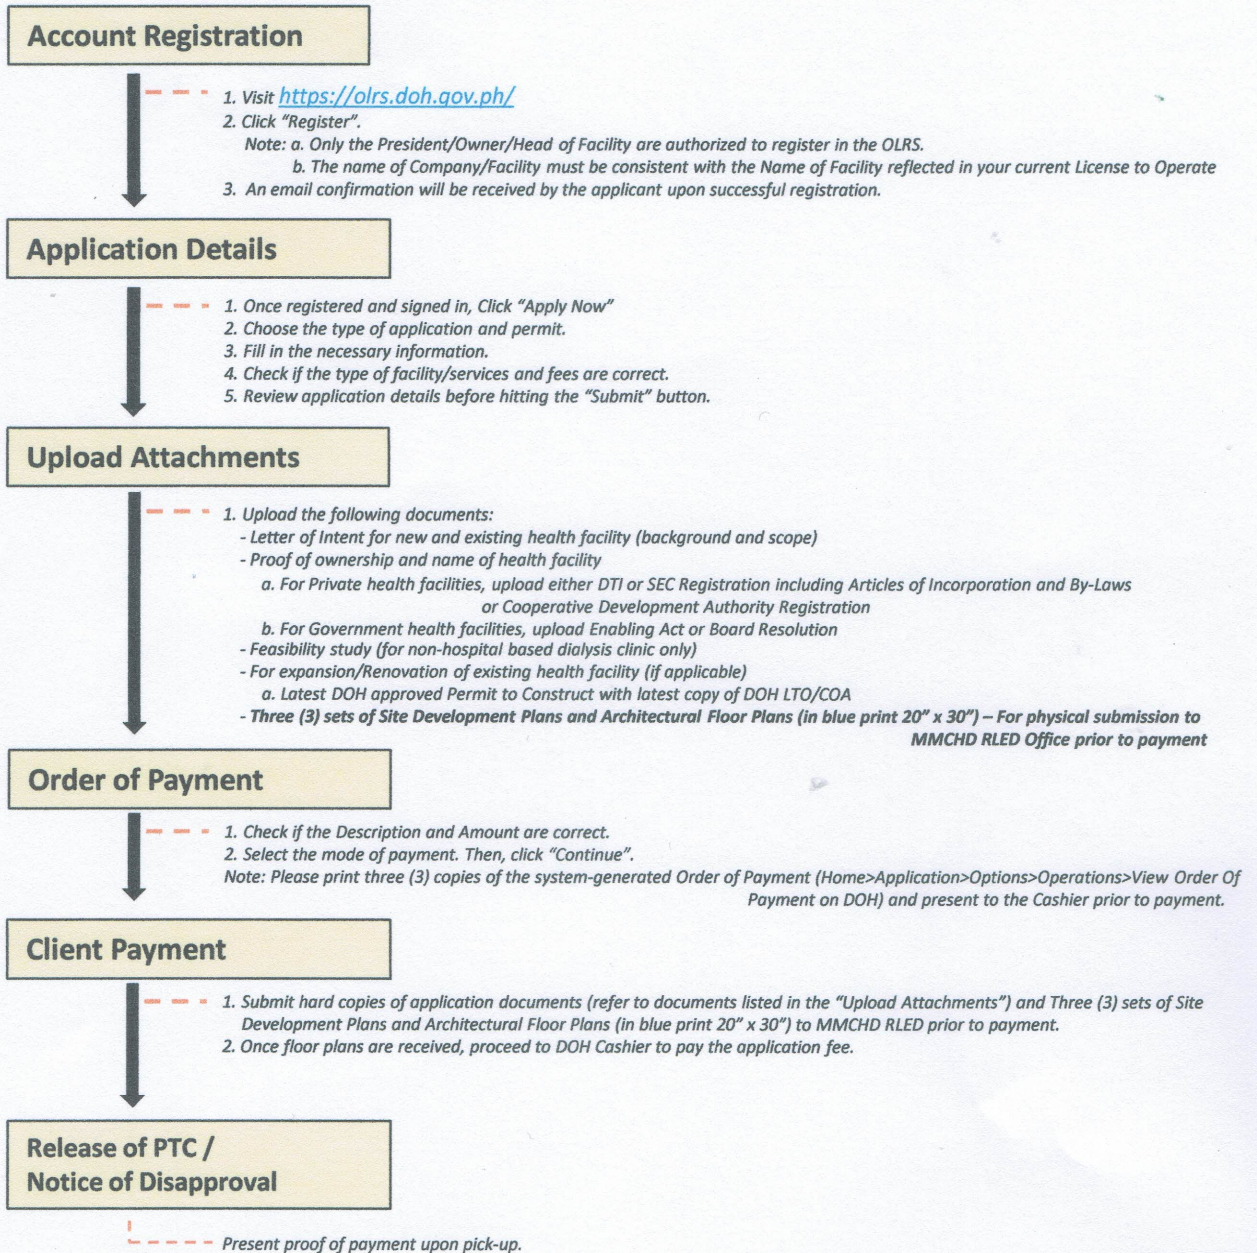 Account Registration
1. Visit https://olrs.doh.gov.ph/
2. Click "Register".
Note: a. Only the President/Owner/Head of Facility are authorized to register in the OLRS.
b. The name of Company/Facility must be consistent with the Name of Facility reflected in your current License to Operate
3. An email confirmation will be received by the applicant upon successful registration.
Application Details
1. Once registered and signed in, Click "Apply Now"
2. Choose the type of application and permit.
3. Fill in the necessary information.
4. Check if the type of facility/services and fees are correct.
5. Review application details before hitting the "Submit" button.
Upload Attachments
1. Upload the following documents:
- Letter of Intent for new and existing health facility (background and scope)
- Proof of ownership and name of health facility
a. For Private health facilities, upload either DTI or SEC Registration including Articles of Incorporation and By-Laws
or Cooperative Development Authority Registration
b. For Government health facilities, upload Enabling Act or Board Resolution
- Feasibility study (for non-hospital based dialysis clinic only)
- For expansion/Renovation of existing health facility (if applicable)
a. Latest DOH approved Permit to Construct with latest copy of DOH LTO/COA
- Three (3) sets of Site Development Plans and Architectural Floor Plans (in blue print 20" x 30") – For physical submission to
MMCHD RLED Office prior to payment
Order of Payment
1. Check if the Description and Amount are correct.
2. Select the mode of payment. Then, click "Continue".
Note: Please print three (3) copies of the system-generated Order of Payment (Home>Application>Options>Operations>View Order Of
Payment on DOH) and present to the Cashier prior to payment.
Client Payment
1. Submit hard copies of application documents (refer to documents listed in the "Upload Attachments") and Three (3) sets of Site
Development Plans and Architectural Floor Plans (in blue print 20" x 30") to MMCHD RLED prior to payment.
2. Once floor plans are received, proceed to DOH Cashier to pay the application fee.
Release of PTC /
Notice of Disapproval
Present proof of payment upon pick-up.